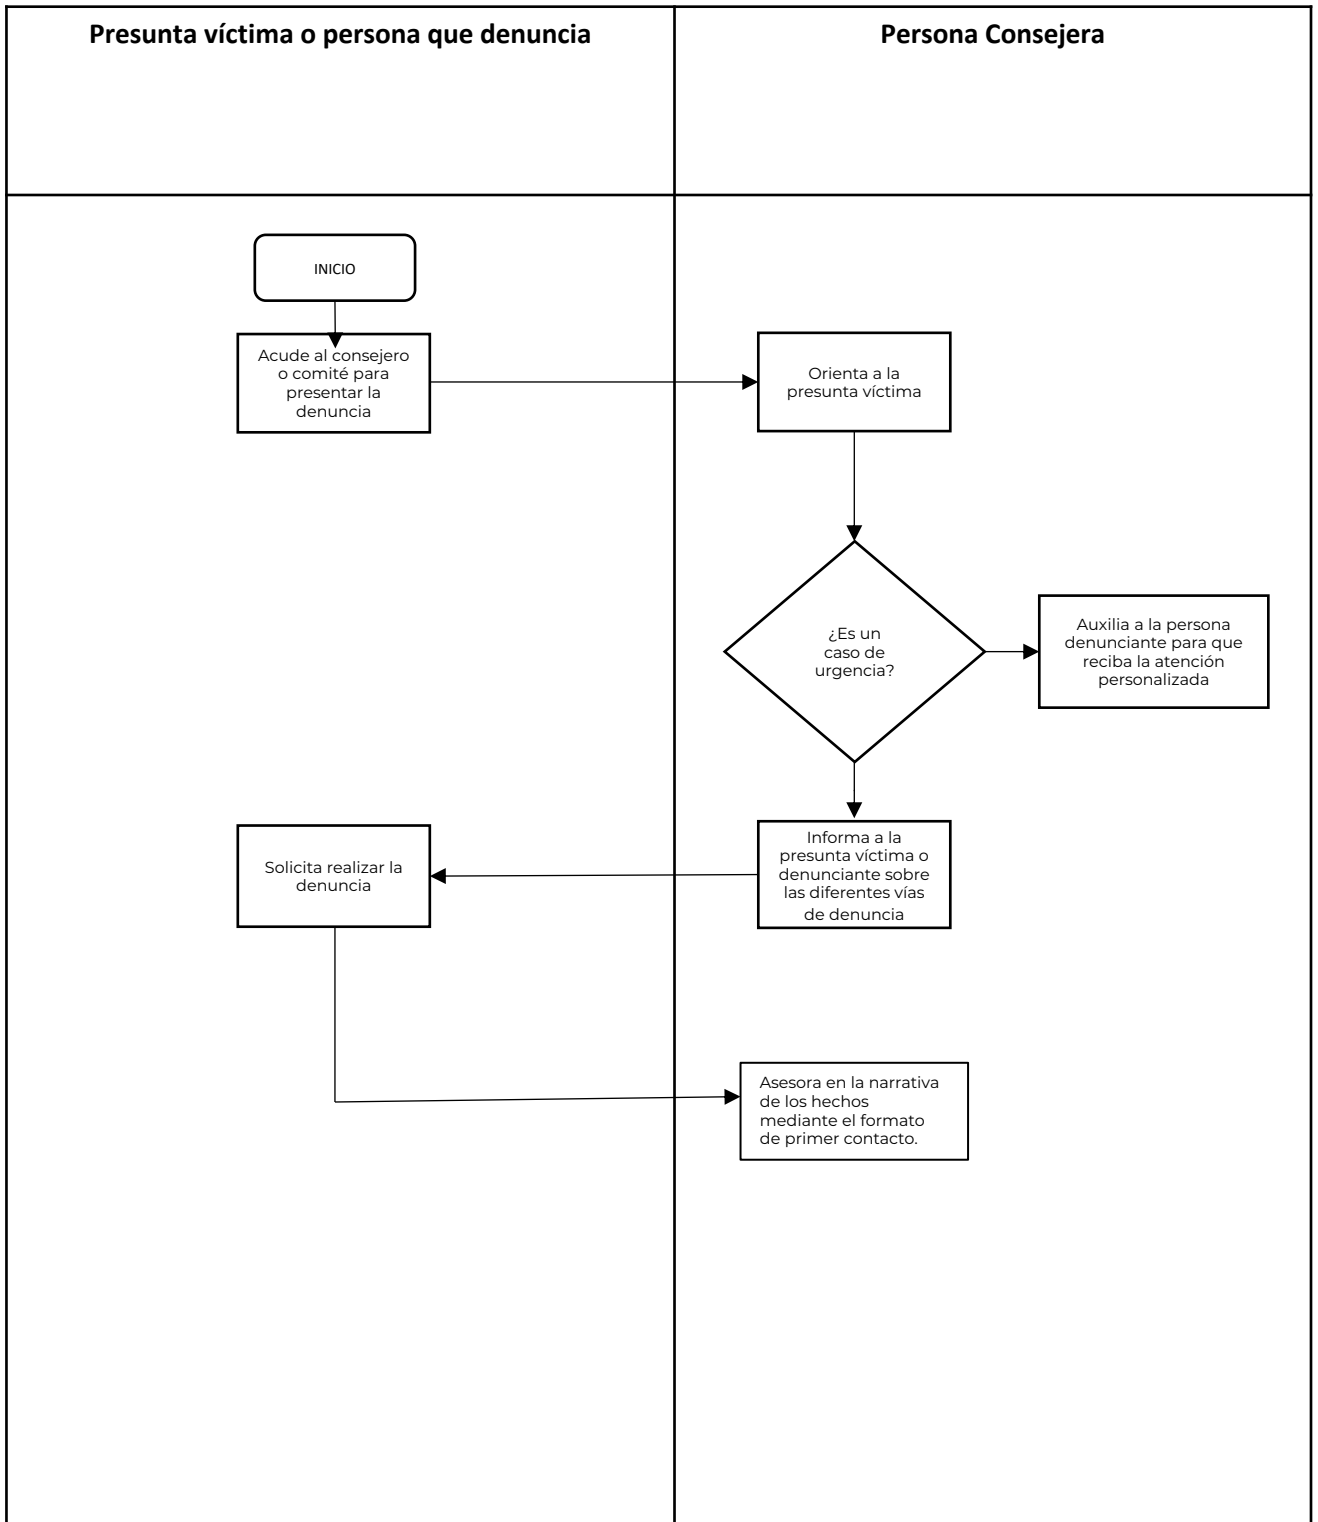 Presunta víctima o persona que denuncia
Persona Consejera
INICIO
Acude al consejero
o comité para
presentar la
denuncia
Orienta a la
presunta víctima
¿Es un
caso de
urgencia?
Auxilia a la persona
denunciante para que
reciba la atención
personalizada
Informa a la
presunta víctima o
denunciante sobre
las diferentes vías
de denuncia
Solicita realizar la
denuncia
Asesora en la narrativa
de los hechos
mediante el formato
de primer contacto.